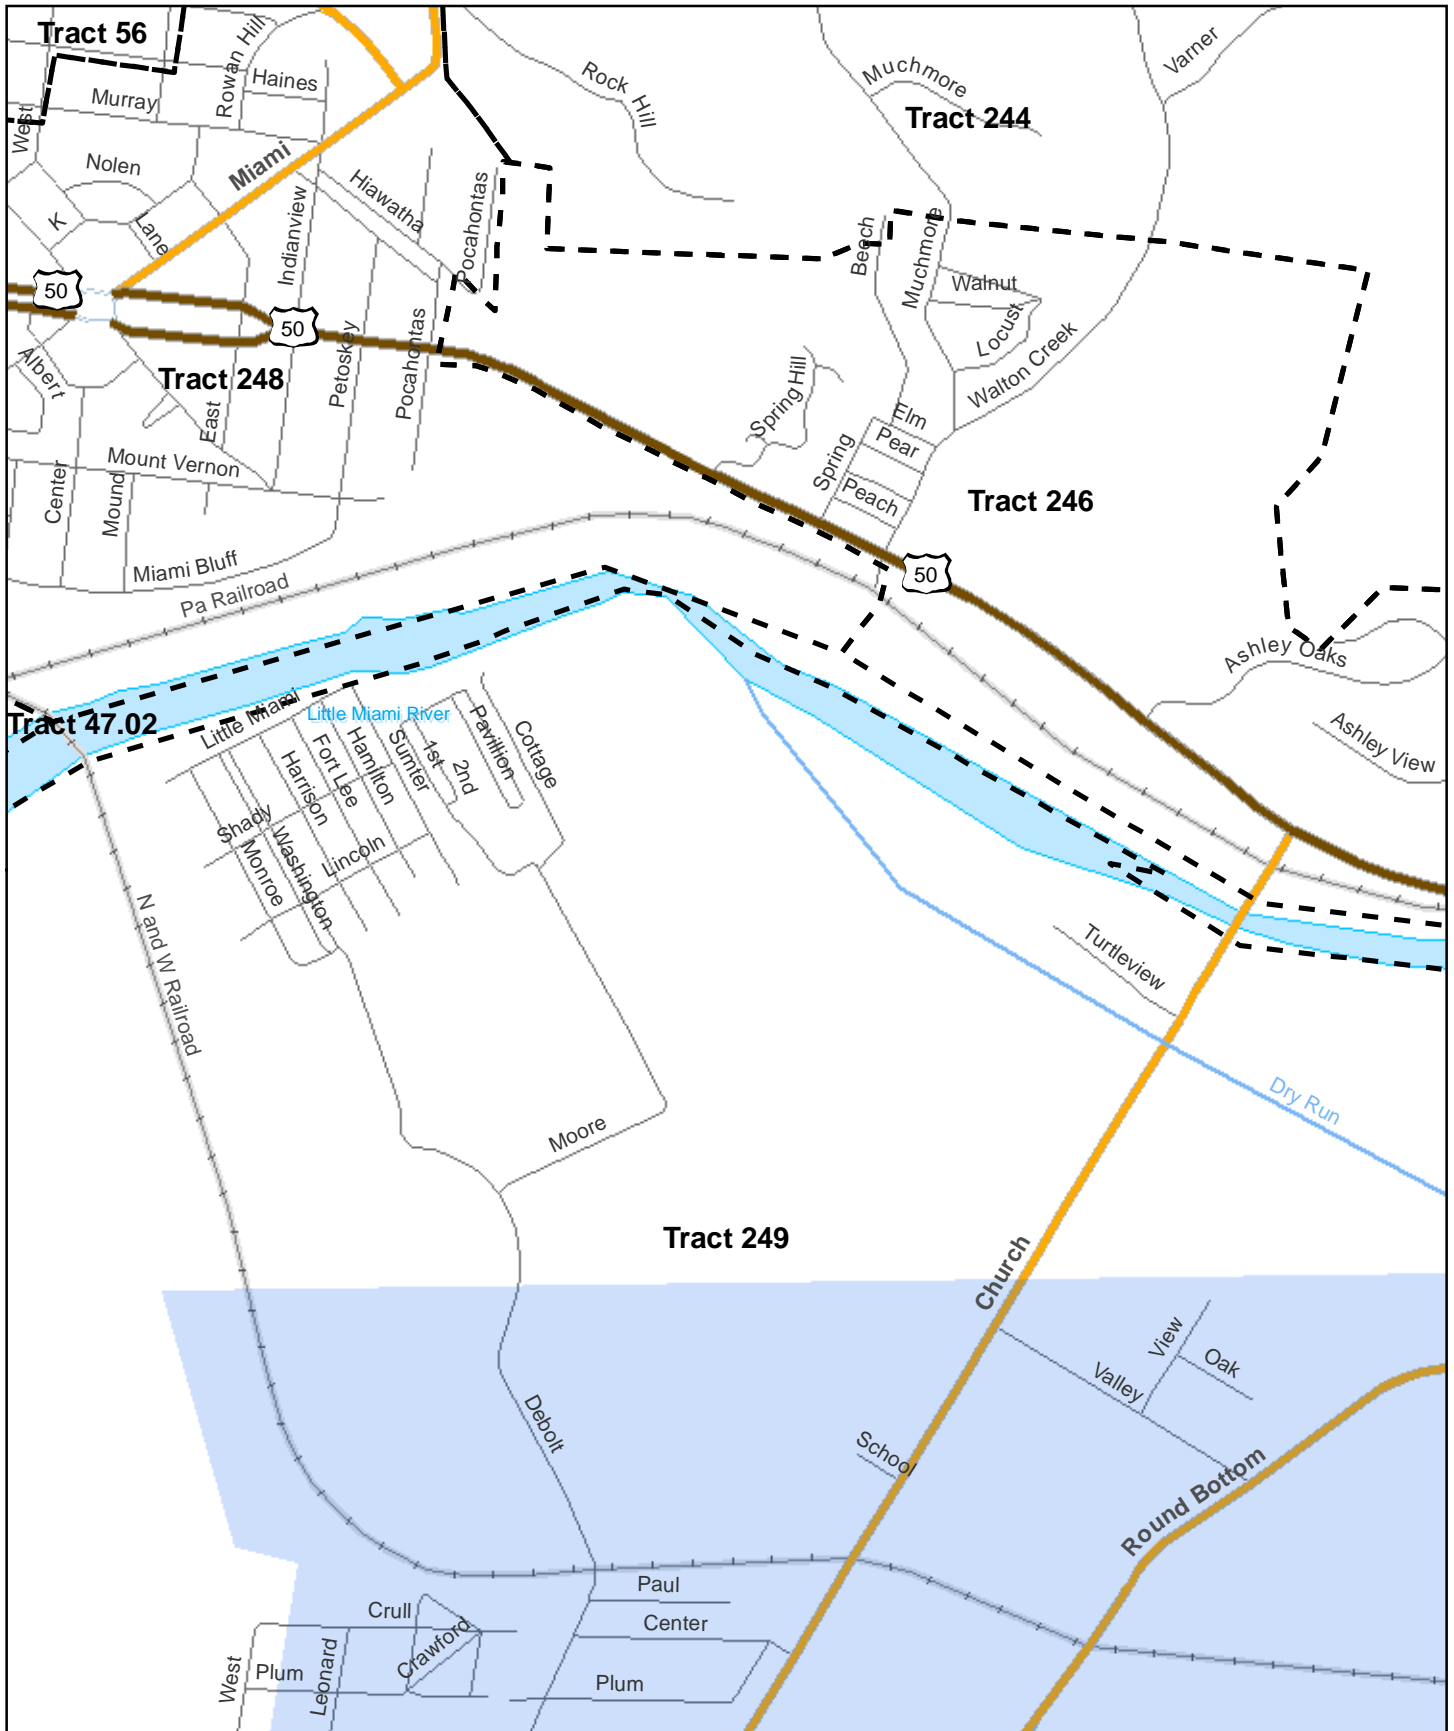 Tract 56
Rowan Hill
Haines
Murray
West
Nolen
Miami
K
Lane
Indianview
Hiawatha
Pocahontas
Rock Hill
Muchmore
Varner
Tract 244
Beech
Muchmore
Walnut
Locust
Walton Creek
50
50
Albert
Tract 248
East
Petoskey
Pocahontas
Spring Hill
Elm
Pear
Spring
Peach
Tract 246
Mount Vernon
Center
Mound
Miami Bluff
Pa Railroad
50
Ashley Oaks
Ashley View
Tract 47.02
Little Miami
Little Miami River
Harrison
Fort Lee
Hamilton
Sumter
1st
2nd
Pavillion
Cottage
Shady
Monroe
Washington
Lincoln
N and W Railroad
Turtleview
Dry Run
Moore
Tract 249
Church
View
Oak
Valley
Debolt
School
Round Bottom
Paul
Crull
Center
Crawford
West
Plum
Leonard
Plum